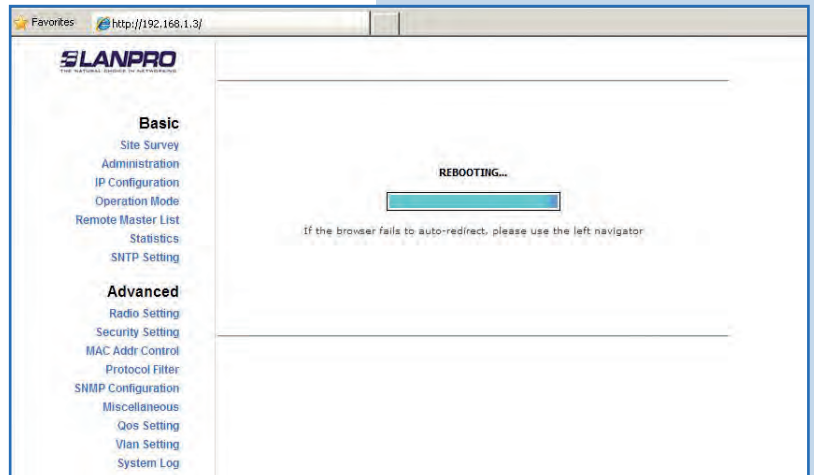 Favorites
http://192.168.1.3/
LANPRO
THE NATURAL CHOICE IN NETWORKING
Basic
Site Survey
Administration
IP Configuration
Operation Mode
Remote Master List
Statistics
SNTP Setting
Advanced
Radio Setting
Security Setting
MAC Addr Control
Protocol Filter
SNMP Configuration
Miscellaneous
Qos Setting
Vlan Setting
System Log
REBOOTING...
If the browser fails to auto-redirect, please use the left navigator